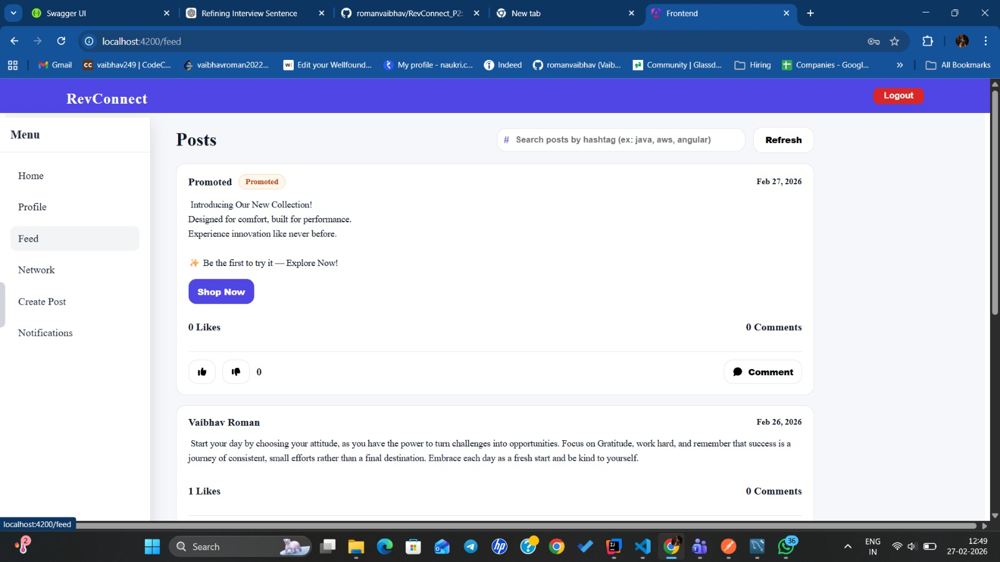 Swagger UI
Refining Interview Sentence
romanvaibhav/RevConnect_P2:
New tab
Frontend
localhost:4200/feed
Gmail
CC vaibhav249 | CodeC...
vaibhavroman2022...
w: Edit your Wellfound...
My profile - naukri.c...
Indeed
romanvaibhav (Vaib...
Community | Glassd...
Hiring
Companies - Googl...
»
All Bookmarks
RevConnect
Logout
Menu
Home
Profile
Feed
Network
Create Post
Notifications
Posts
# Search posts by hashtag (ex: java, aws, angular)
Refresh
Promoted Promoted
Feb 27, 2026
Introducing Our New Collection!
Designed for comfort, built for performance.
Experience innovation like never before.
✨ Be the first to try it — Explore Now!
Shop Now
0 Likes
0 Comments
0
Comment
Vaibhav Roman
Feb 26, 2026
Start your day by choosing your attitude, as you have the power to turn challenges into opportunities. Focus on Gratitude, work hard, and remember that success is a
journey of consistent, small efforts rather than a final destination. Embrace each day as a fresh start and be kind to yourself.
1 Likes
0 Comments
localhost:4200/feed
2
Search
hp
36
ENG
IN
12:49
27-02-2026